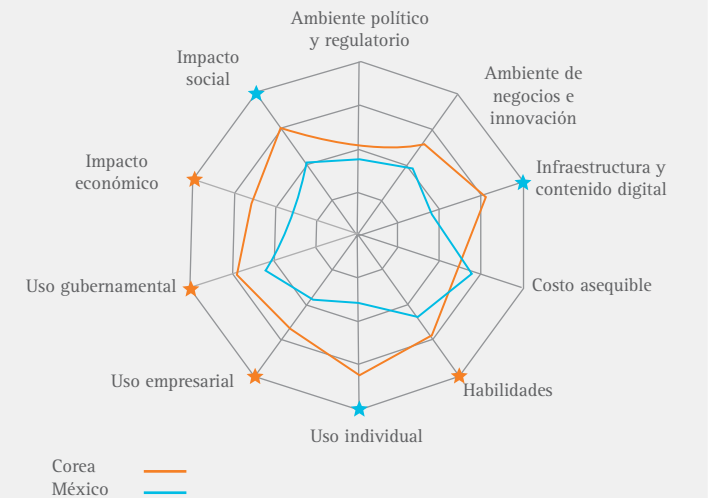 Ambiente político
y regulatorio
Impacto
social
Ambiente de
negocios e
innovación
Impacto
económico
Infraestructura y
contenido digital
Uso gubernamental
Costo asequible
Uso empresarial
Habilidades
Uso individual
Corea
México